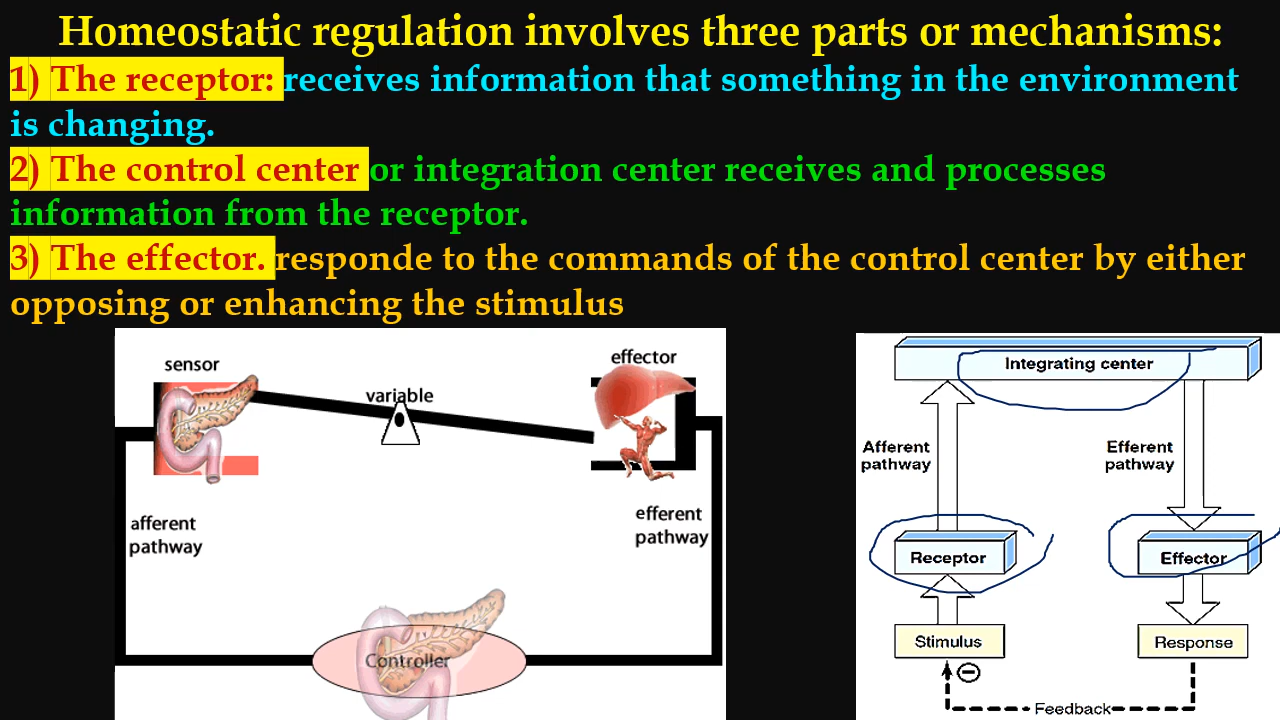 Homeostatic regulation involves three parts or mechanisms:
1) The receptor: receives information that something in the environment
is changing.
2) The control center or integration center receives and processes
information from the receptor.
3) The effector. responde to the commands of the control center by either
opposing or enhancing the stimulus
sensor
variable
effector
afferent
pathway
efferent
pathway
Controller
Integrating center
Afferent
pathway
Efferent
pathway
Receptor
Effector
Stimulus
Response
Feedback